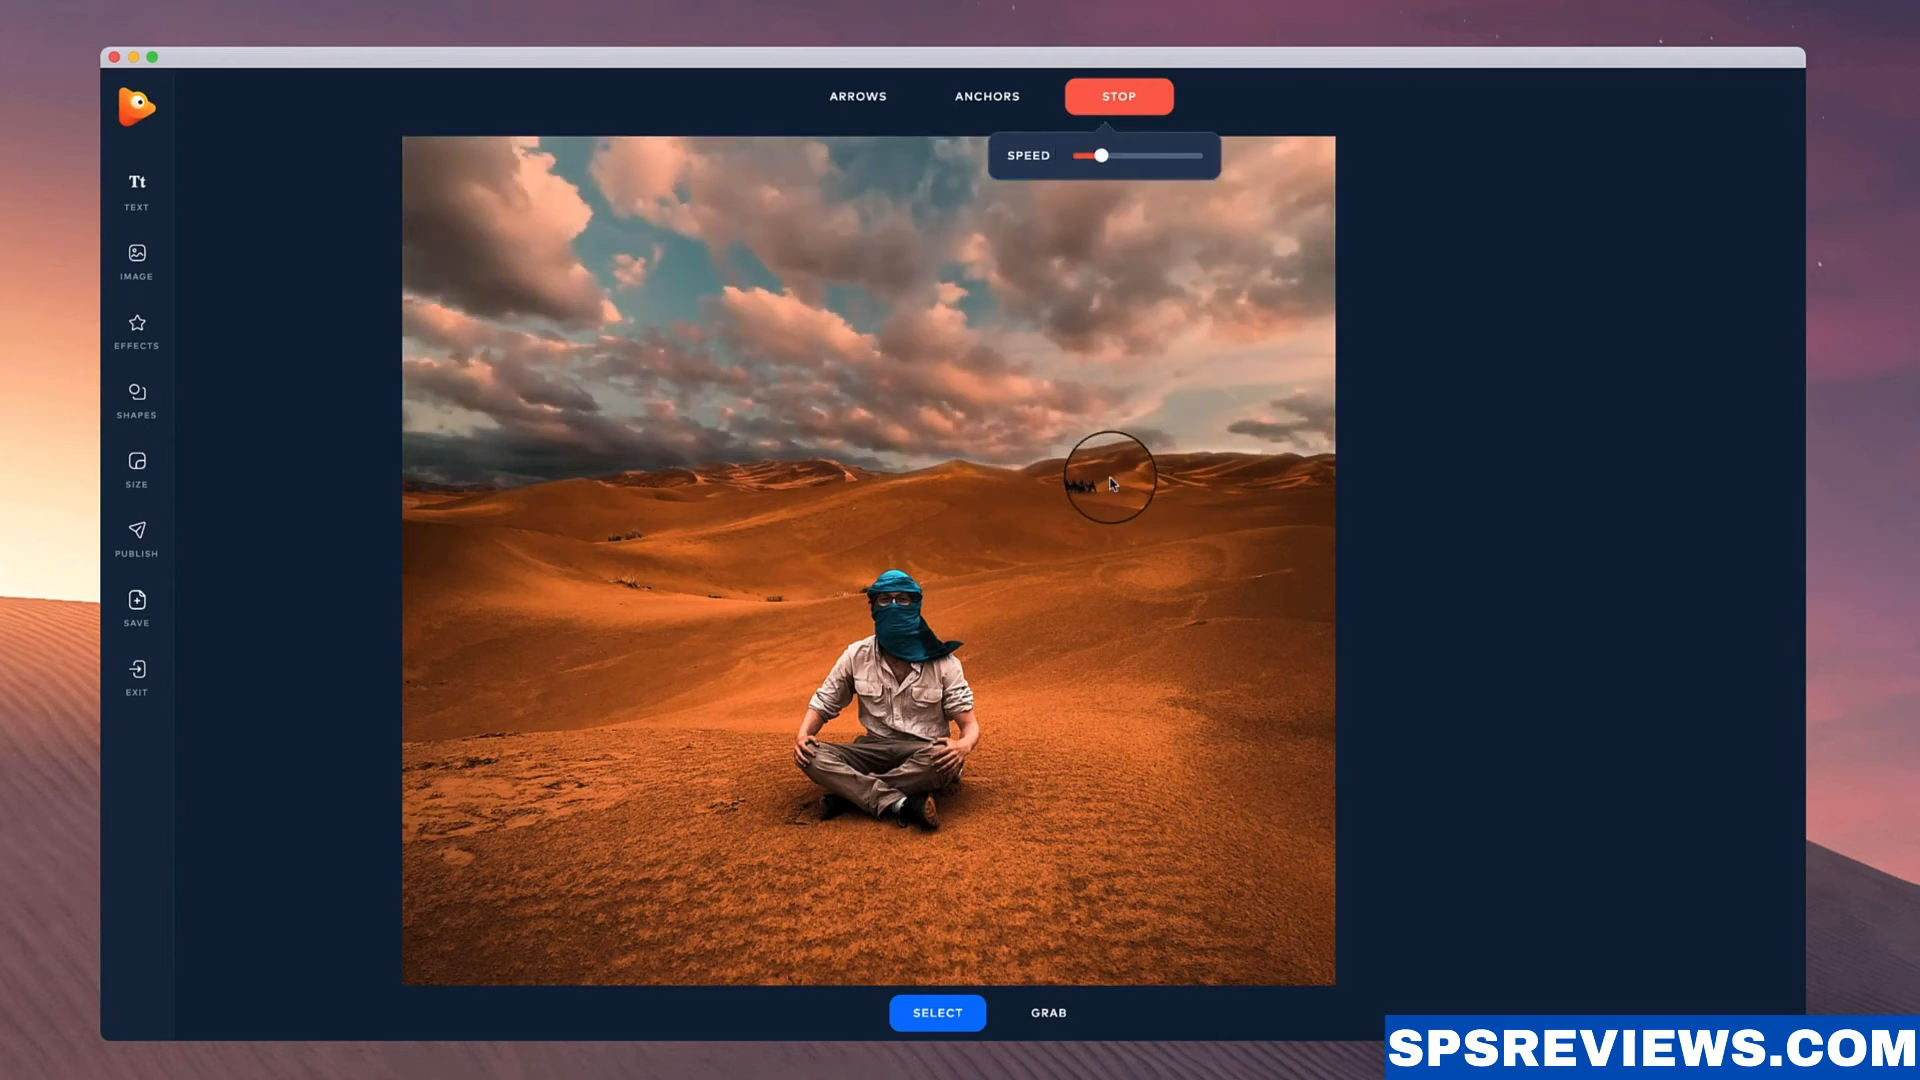 ARROWS
ANCHORS
STOP
SPEED
Tt
TEXT
IMAGE
EFFECTS
SHAPES
SIZE
PUBLISH
SAVE
EXIT
SELECT
GRAB
SPSREVIEWS.COM